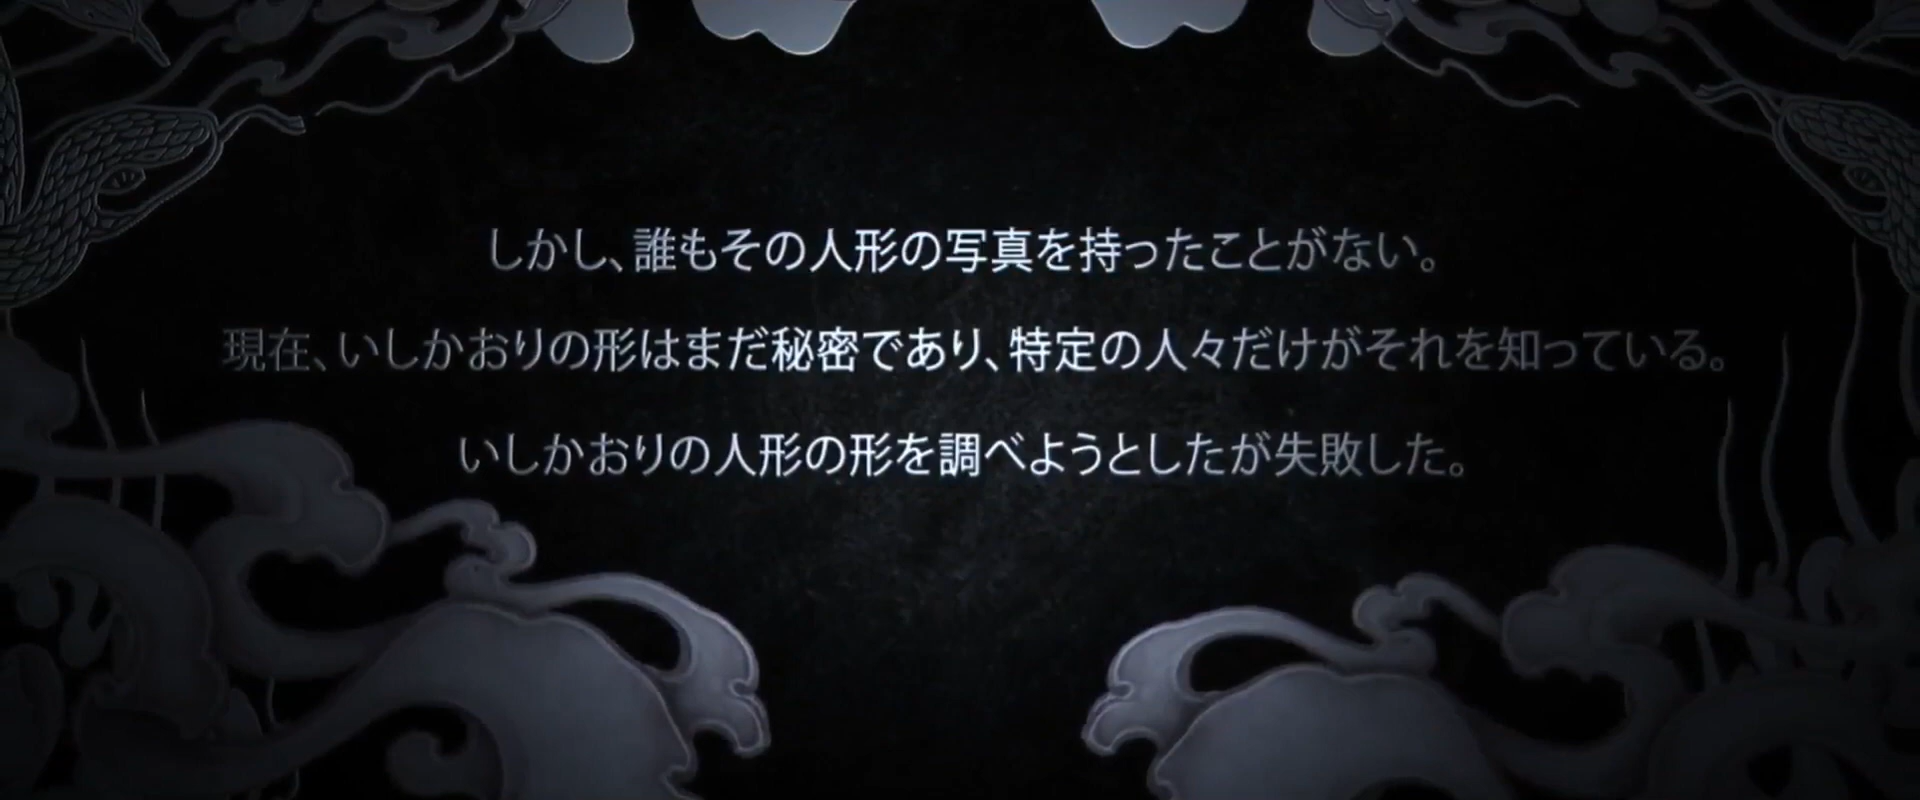 しかし、誰もその人形の写真を持ったことがない。
現在、いしかおりの形はまだ秘密であり、特定の人々だけがそれを知っている。
いしかおりの人形の形を調べようとしたが失敗した。